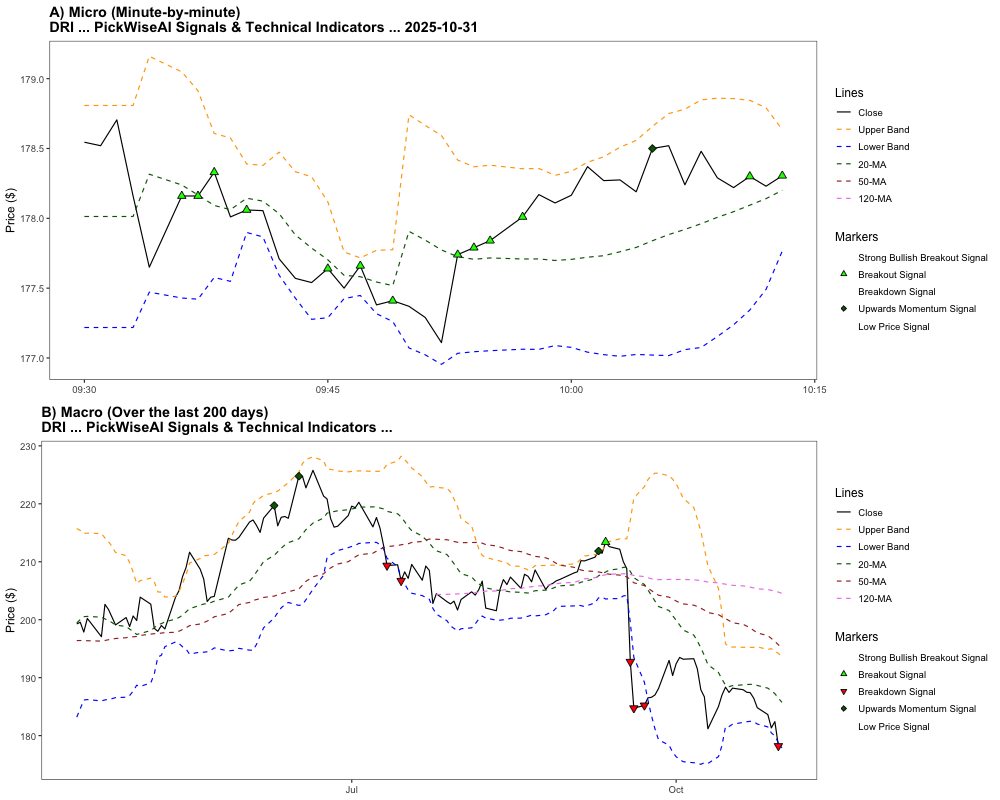 A) Micro (Minute-by-minute)
DRI ... PickWiseAI Signals & Technical Indicators ... 2025-10-31
Price ($)
179.0
178.5
178.0
177.5
177.0
09:30
09:45
10:00
10:15
Lines
Close
Upper Band
Lower Band
20-MA
50-MA
120-MA
Markers
Strong Bullish Breakout Signal
Breakout Signal
Breakdown Signal
Upwards Momentum Signal
Low Price Signal
B) Macro (Over the last 200 days)
DRI ... PickWiseAI Signals & Technical Indicators ...
Price ($)
230
220
210
200
190
180
Jul
Oct
Lines
Close
Upper Band
Lower Band
20-MA
50-MA
120-MA
Markers
Strong Bullish Breakout Signal
Breakout Signal
Breakdown Signal
Upwards Momentum Signal
Low Price Signal